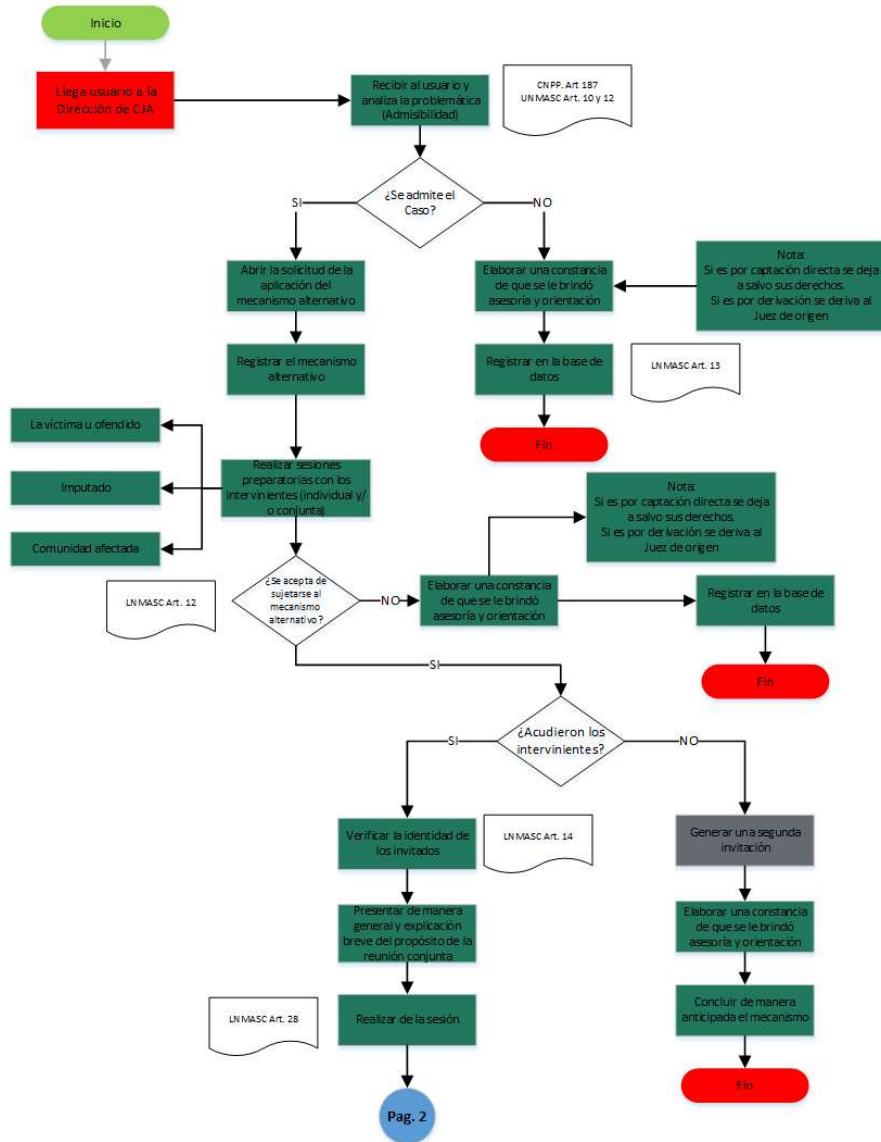 Inicio
Llega usuario a la
Dirección de CJA
Recibir al usuario y
analiza la problemática
(Admisibilidad)
CNPP. Art 187
UNMASC Art. 10 y 12
¿Se admite el
Caso?
SI
NO
Abrir la solicitud de la
aplicación del
mecanismo alternativo
Elaborar una constancia
de que se le brindó
asesoría y orientación
Nota:
Si es por captación directa se deja
a salvo sus derechos.
Si es por derivación se deriva al
Juez de origen
Registrar el mecanismo
alternativo
Registrar en la base de
datos
LNMASC Art. 13
Fin
La víctima u ofendido
Imputado
Comunidad afectada
Realizar sesiones
preparatorias con los
intervinientes (individual y/
o conjunta)
Nota:
Si es por captación directa se deja
a salvo sus derechos.
Si es por derivación se deriva al
Juez de origen
LNMASC Art. 12
¿Se acepta de
sujetarse al
mecanismo
alternativo?
NO
Elaborar una constancia
de que se le brindó
asesoría y orientación
Registrar en la base de
datos
Fin
SI
¿Acudieron los
intervinientes?
SI
NO
Verificar la identidad de
los invitados
LNMASC Art. 14
Generar una segunda
invitación
Presentar de manera
general y explicación
breve del propósito de la
reunión conjunta
Elaborar una constancia
de que se le brindó
asesoría y orientación
LNMASC Art. 28
Realizar de la sesión
Concluir de manera
anticipada el mecanismo
Fin
Pag. 2